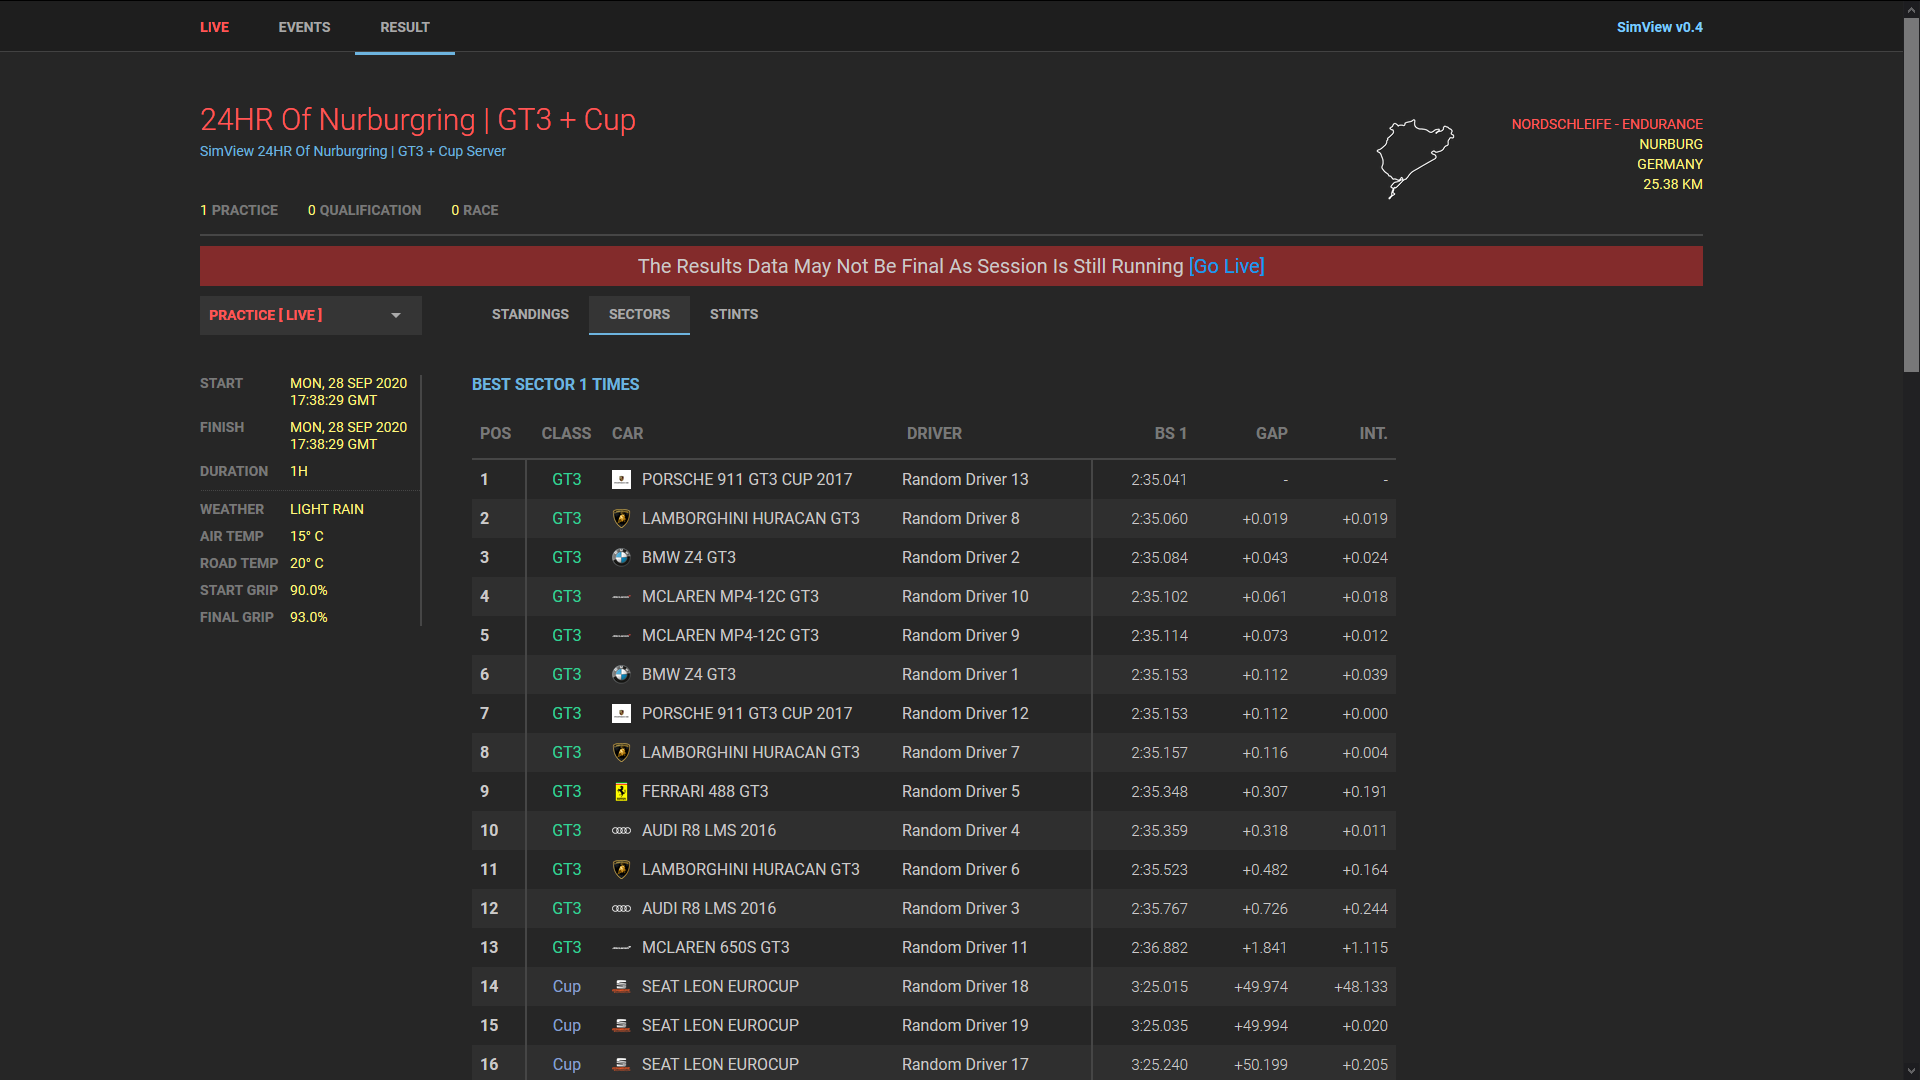 LIVE EVENTS RESULT SimView v0.4
24HR Of Nurburgring | GT3 + Cup
SimView 24HR Of Nurburgring | GT3 + Cup Server
NORDSCHLEIFE - ENDURANCE
NURBURG
GERMANY
25.38 KM
1 PRACTICE 0 QUALIFICATION 0 RACE
The Results Data May Not Be Final As Session Is Still Running [Go Live]
PRACTICE [ LIVE ]
STANDINGS SECTORS STINTS
START MON, 28 SEP 2020
17:38:29 GMT
FINISH MON, 28 SEP 2020
17:38:29 GMT
DURATION 1H
WEATHER LIGHT RAIN
AIR TEMP 15° C
ROAD TEMP 20° C
START GRIP 90.0%
FINAL GRIP 93.0%
BEST SECTOR 1 TIMES
POS CLASS CAR DRIVER BS 1 GAP INT.
1 GT3 PORSCHE 911 GT3 CUP 2017 Random Driver 13 2:35.041 - -
2 GT3 LAMBORGHINI HURACAN GT3 Random Driver 8 2:35.060 +0.019 +0.019
3 GT3 BMW Z4 GT3 Random Driver 2 2:35.084 +0.043 +0.024
4 GT3 MCLAREN MP4-12C GT3 Random Driver 10 2:35.102 +0.061 +0.018
5 GT3 MCLAREN MP4-12C GT3 Random Driver 9 2:35.114 +0.073 +0.012
6 GT3 BMW Z4 GT3 Random Driver 1 2:35.153 +0.112 +0.039
7 GT3 PORSCHE 911 GT3 CUP 2017 Random Driver 12 2:35.153 +0.112 +0.000
8 GT3 LAMBORGHINI HURACAN GT3 Random Driver 7 2:35.157 +0.116 +0.004
9 GT3 FERRARI 488 GT3 Random Driver 5 2:35.348 +0.307 +0.191
10 GT3 AUDI R8 LMS 2016 Random Driver 4 2:35.359 +0.318 +0.011
11 GT3 LAMBORGHINI HURACAN GT3 Random Driver 6 2:35.523 +0.482 +0.164
12 GT3 AUDI R8 LMS 2016 Random Driver 3 2:35.767 +0.726 +0.244
13 GT3 MCLAREN 650S GT3 Random Driver 11 2:36.882 +1.841 +1.115
14 Cup SEAT LEON EUROCUP Random Driver 18 3:25.015 +49.974 +48.133
15 Cup SEAT LEON EUROCUP Random Driver 19 3:25.035 +49.994 +0.020
16 Cup SEAT LEON EUROCUP Random Driver 17 3:25.240 +50.199 +0.205